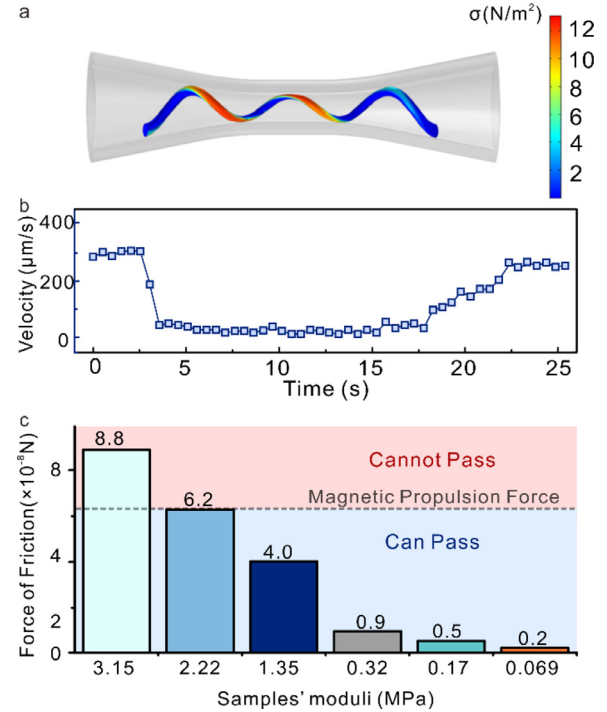 a
σ(N/m²)
12
10
8
6
4
2
b
Velocity (μm/s)
400
200
0
0 5 10 15 20 25
Time (s)
c
Force of Friction(×10⁻⁸N)
8
4
2
0
8.8
6.2
4.0
0.9
0.5
0.2
Cannot Pass
Magnetic Propulsion Force
Can Pass
3.15 2.22 1.35 0.32 0.17 0.069
Samples' moduli (MPa)